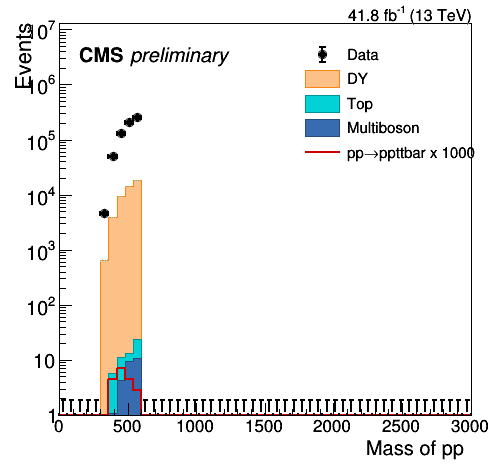 41.8 fb⁻¹ (13 TeV)
Events
CMS preliminary
Data
DY
Top
Multiboson
pp→ppttbar x 1000
10⁷
10⁶
10⁵
10⁴
10³
10²
10
1
0 500 1000 1500 2000 2500 3000
Mass of pp